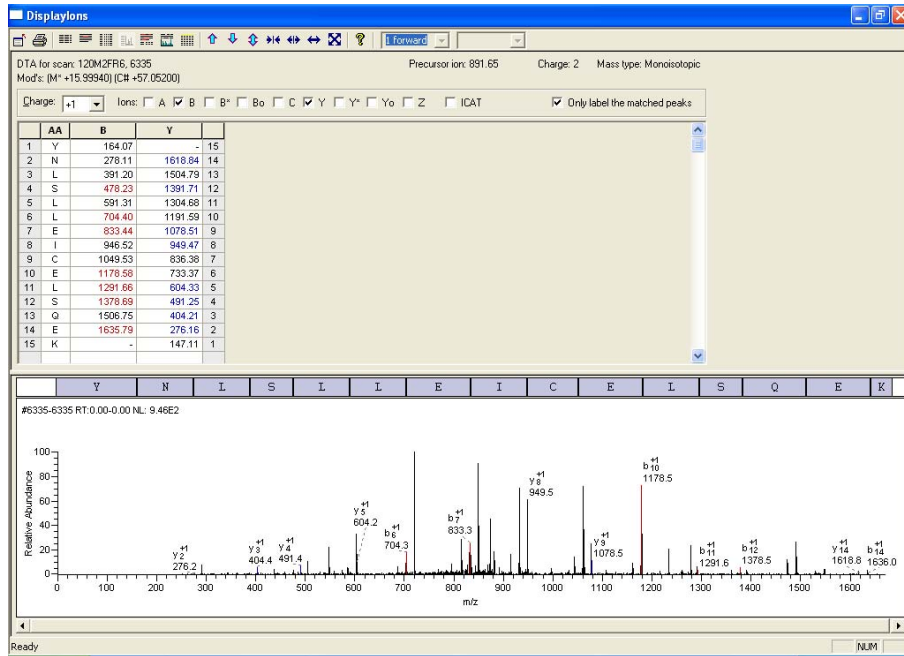 DisplayIons
1 forward
DTA for scan: 120M2FR6, 6335 Precursor ion: 891.65 Charge: 2 Mass type: Monoisotopic
Mod's: (M* +15.99940) (C# +57.05200)
Charge: +1 Ions: A B B* Bo C Y Y* Yo Z ICAT Only label the matched peaks
AA B Y
1 Y 164.07 - 15
2 N 278.11 1618.84 14
3 L 391.20 1504.79 13
4 S 478.23 1391.71 12
5 L 591.31 1304.68 11
6 L 704.40 1191.59 10
7 E 833.44 1078.51 9
8 I 946.52 949.47 8
9 C 1049.53 836.38 7
10 E 1178.58 733.37 6
11 L 1291.66 604.33 5
12 S 1378.69 491.25 4
13 Q 1506.75 404.21 3
14 E 1635.79 276.16 2
15 K - 147.11 1
Y N L S L L E I C E L S Q E K
#6335-6335 RT:0.00-0.00 NL: 9.46E2
Relative Abundance
100
80
60
40
20
0
y2 +1 276.2
y3 +1 404.4
y4 +1 491.4
y5 +1 604.2
b6 +1 704.3
b7 +1 833.3
y8 +1 949.5
y9 +1 1078.5
b10 +1 1178.5
b11 +1 1291.6
b12 +1 1378.5
y14 +1 1618.8
b14 +1 1636.0
0 100 200 300 400 500 600 700 800 900 1000 1100 1200 1300 1400 1500 1600
m/z
Ready NUM